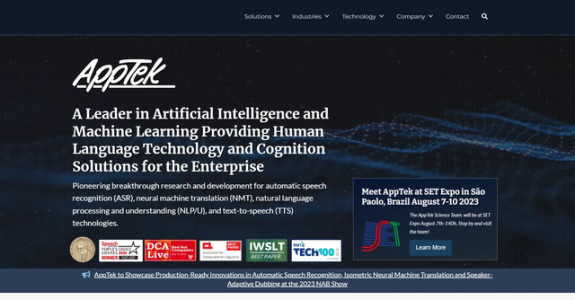 Solutions
Industries
Technology
Company
Contact
AppTek
A Leader in Artificial Intelligence and
Machine Learning Providing Human
Language Technology and Cognition
Solutions for the Enterprise
Pioneering breakthrough research and development for automatic speech
recognition (ASR), neural machine translation (NMT), natural language
processing and understanding (NLP/U), and text-to-speech (TTS)
technologies.
Meet AppTek at SET Expo in São
Paolo, Brazil August 7-10 2023
The AppTek Science Team, will be at SET
Expo August 7th-14th. Stop by and visit
the team!
Learn More
Speech
WINNER
DCA
Live
BEST PAPER
IWSLT
BEST PAPER
TECH100
AppTek to Showcase Production-Ready Innovations in Automatic Speech Recognition, Isometric Neural Machine Translation and Speaker-
Adaptive Dubbing at the 2023 NAB Show